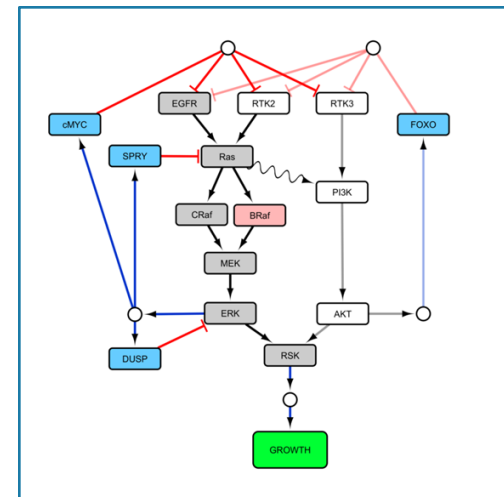 EGFR
RTK2
RTK3
cMYC
FOXO
SPRY
Ras
PI3K
CRaf
BRaf
MEK
ERK
AKT
DUSP
RSK
GROWTH